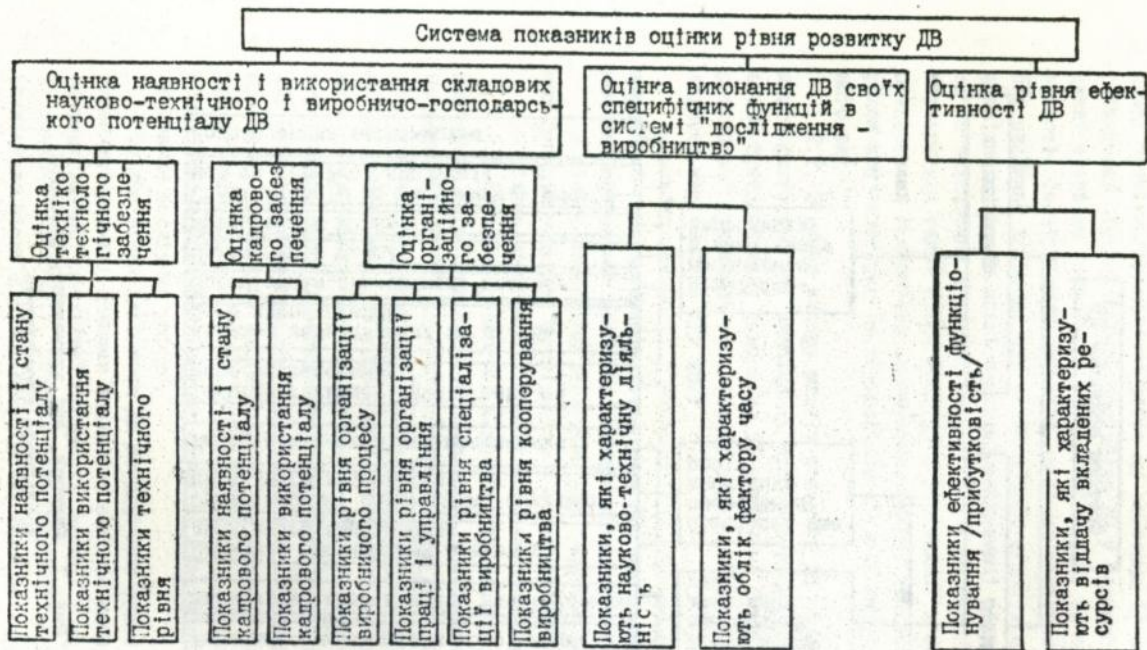 Система показників оцінки рівня розвитку ДВ
Оцінка наявності і використання складових
науково-технічного і виробничо-господарсь-
кого потенціалу ДВ
Оцінка виконання ДВ своїх
специфічних функцій в
системі "дослідження -
виробництво"
Оцінка рівня ефек-
тивності ДВ
Оцінка
техніко-
техноло-
гічного
забезпе-
чення
Оцінка
кадрово-
го забез
печення
Оцінка
органі-
заційно
го за-
безпе-
чення
Показники наявності і стану
технічного потенціалу
Показники використання
технічного потенціалу
Показники технічного
рівня
Показники наявності і стану
кадрового потенціалу
Показники використання
кадрового потенціалу
Показники рівня організації
виробничого процесу
Показники рівня організації
праці і управління
Показники рівня спеціаліза-
ції виробництва
Показники рівня кооперування
виробництва
Показники, які характеризу-
ють науково-технічну діяль-
ність
Показники, які характеризу-
ють облік фактору часу
Показники ефективності функціо-
нування /прибутковість/
Показники, які характеризу-
ють віддачу вкладених ре-
сурсів